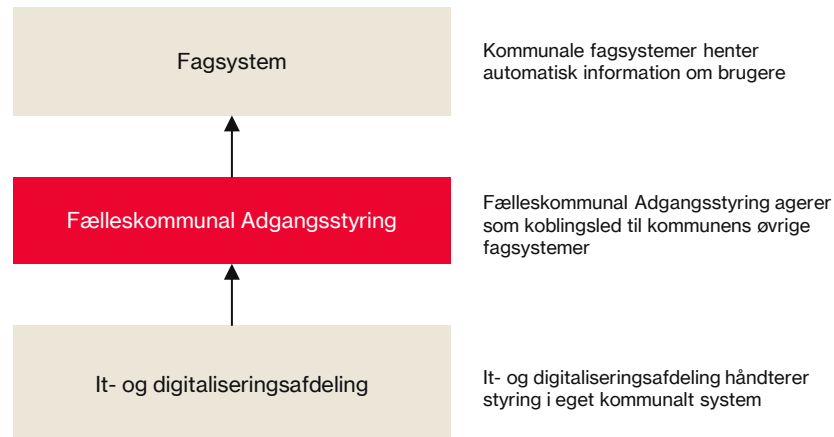 Fagsystem
Kommunale fagsystemer henter
automatisk information om brugere
Fælleskommunal Adgangsstyring
Fælleskommunal Adgangsstyring agerer
som koblingsled til kommunens øvrige
fagsystemer
It- og digitaliseringsafdeling
It- og digitaliseringsafdeling håndterer
styring i eget kommunalt system